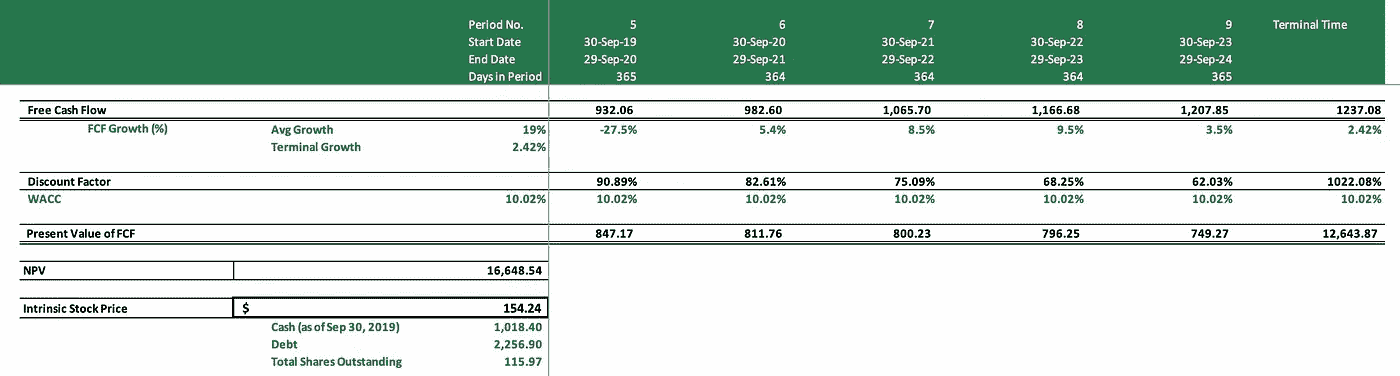 Period No. 5 6 7 8 9 Terminal Time
Start Date 30-Sep-19 30-Sep-20 30-Sep-21 30-Sep-22 30-Sep-23
End Date 29-Sep-20 29-Sep-21 29-Sep-22 29-Sep-23 29-Sep-24
Days in Period 365 364 364 364 365
Free Cash Flow 932.06 982.60 1,065.70 1,166.68 1,207.85 1237.08
FCF Growth (%) Avg Growth 19% -27.5% 5.4% 8.5% 9.5% 3.5% 2.42%
Terminal Growth 2.42%
Discount Factor 90.89% 82.61% 75.09% 68.25% 62.03% 1022.08%
WACC 10.02% 10.02% 10.02% 10.02% 10.02% 10.02% 10.02%
Present Value of FCF 847.17 811.76 800.23 796.25 749.27 12,643.87
NPV 16,648.54
Intrinsic Stock Price $ 154.24
Cash (as of Sep 30, 2019) 1,018.40
Debt 2,256.90
Total Shares Outstanding 115.97